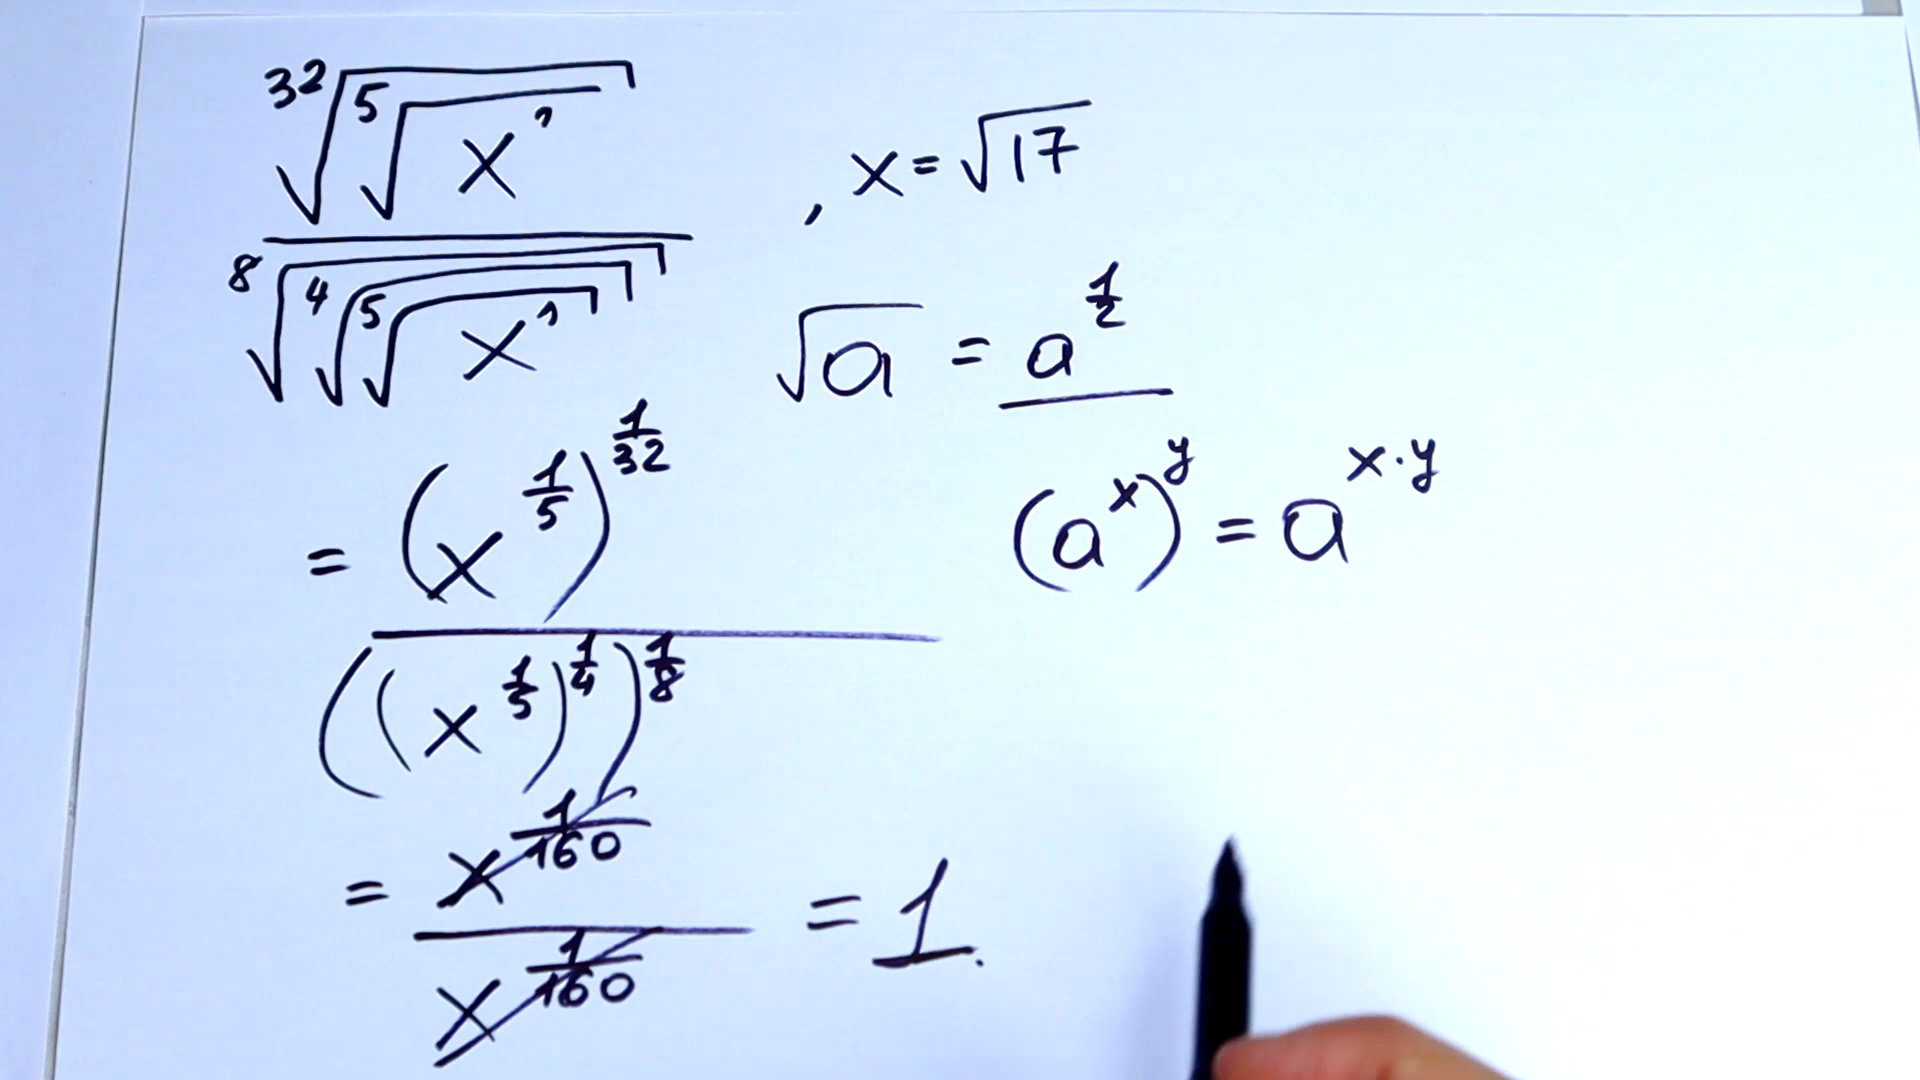 ³²√(⁵√(x¹)) , x = √17
⁸√(⁴√(⁵√(x¹))) √a = a^(1/2)
= (x^(1/5))^(1/32) (a^x)^y = a^(x·y)
((x^(1/5))^(1/4))^(1/8)
= x^(1/160) = 1.
x^(1/160)